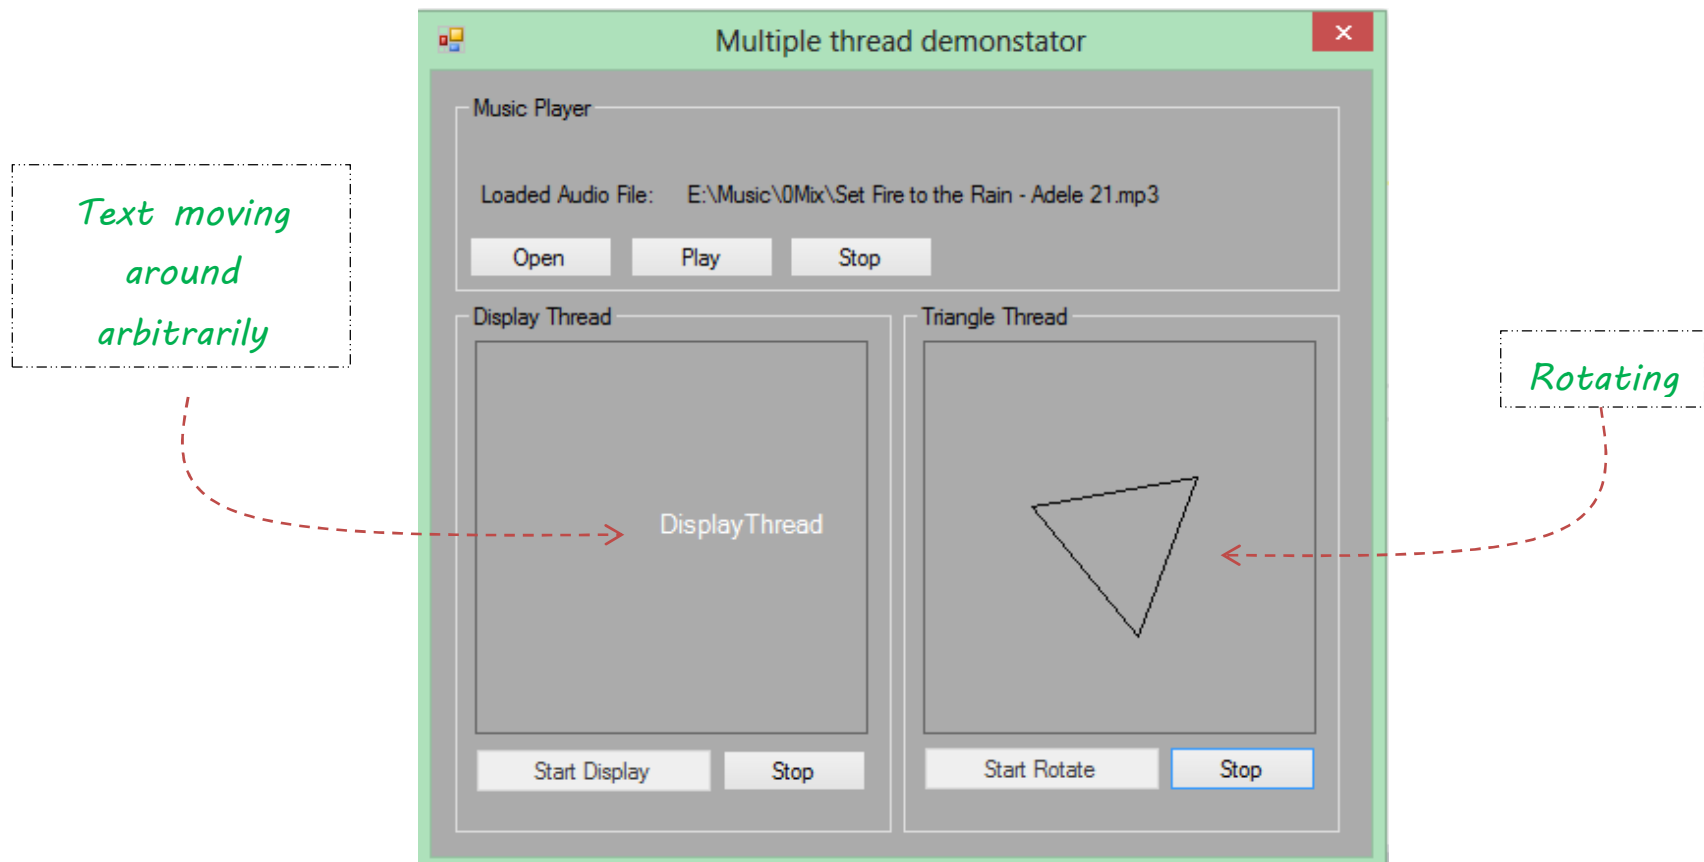 Multiple thread demonstator
Music Player
Loaded Audio File: E:\Music\0Mix\Set Fire to the Rain - Adele 21.mp3
Open Play Stop
Text moving
around
arbitrarily
Display Thread
DisplayThread
Start Display Stop
Triangle Thread
Start Rotate Stop
Rotating